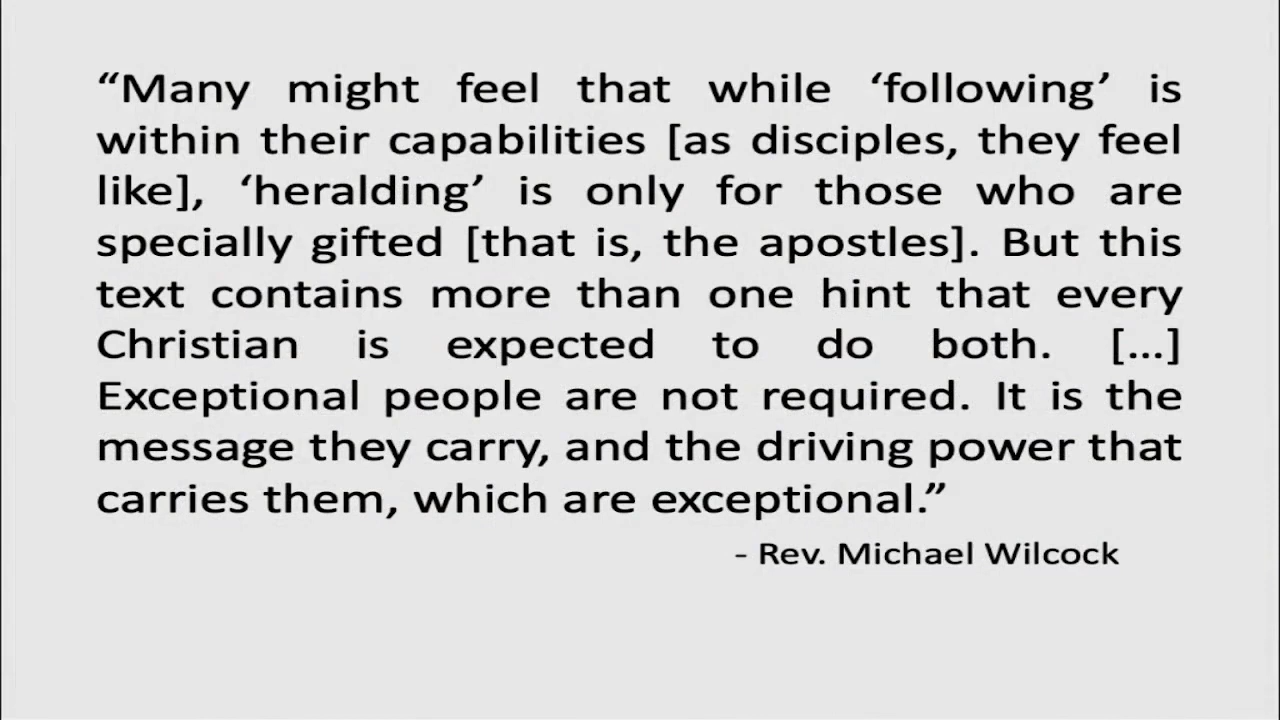 “Many might feel that while ‘following’ is
within their capabilities [as disciples, they feel
like], ‘heralding’ is only for those who are
specially gifted [that is, the apostles]. But this
text contains more than one hint that every
Christian is expected to do both. [...]
Exceptional people are not required. It is the
message they carry, and the driving power that
carries them, which are exceptional.”
- Rev. Michael Wilcock